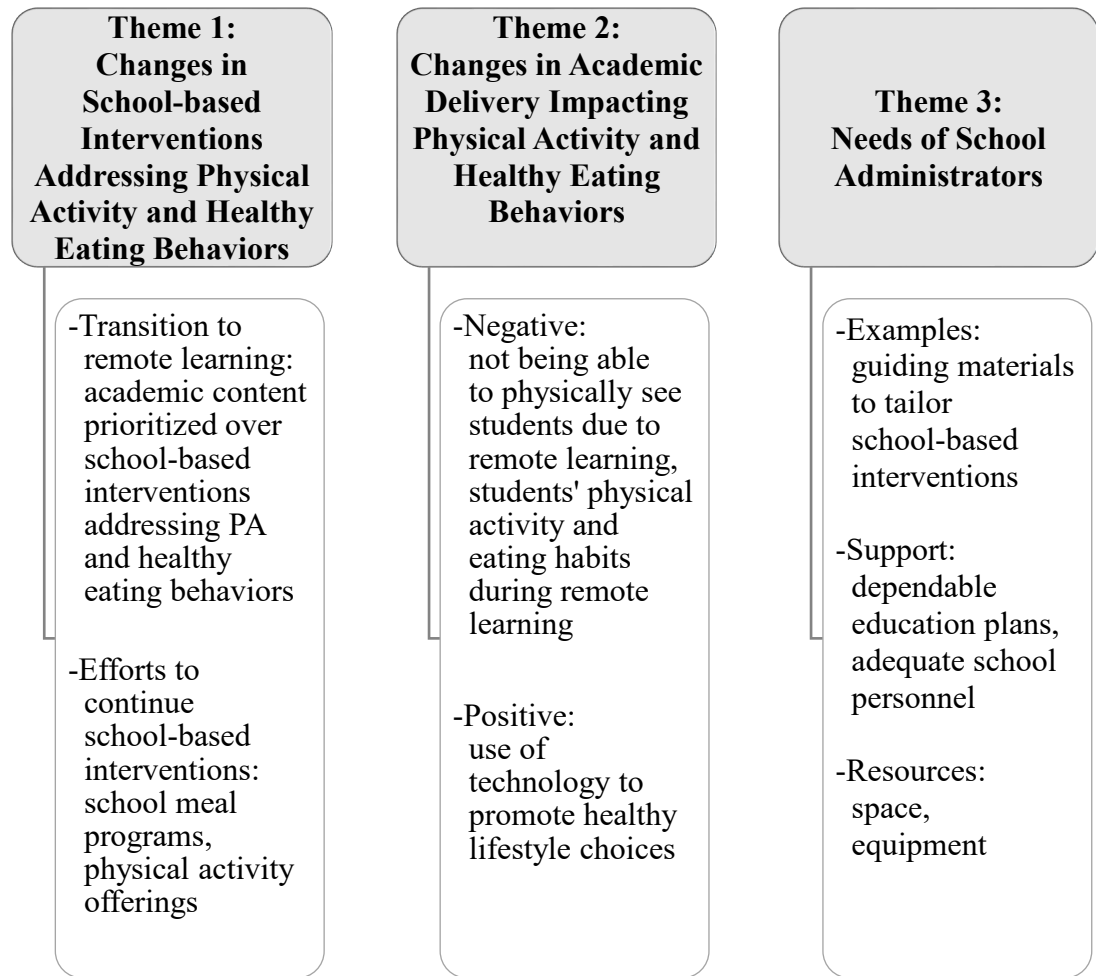 Theme 1:
Changes in
School-based
Interventions
Addressing Physical
Activity and Healthy
Eating Behaviors
-Transition to
remote learning:
academic content
prioritized over
school-based
interventions
addressing PA
and healthy
eating behaviors
-Efforts to
continue
school-based
interventions:
school meal
programs,
physical activity
offerings
Theme 2:
Changes in Academic
Delivery Impacting
Physical Activity and
Healthy Eating
Behaviors
-Negative:
not being able
to physically see
students due to
remote learning,
students' physical
activity and
eating habits
during remote
learning
-Positive:
use of
technology to
promote healthy
lifestyle choices
Theme 3:
Needs of School
Administrators
-Examples:
guiding materials
to tailor
school-based
interventions
-Support:
dependable
education plans,
adequate school
personnel
-Resources:
space,
equipment